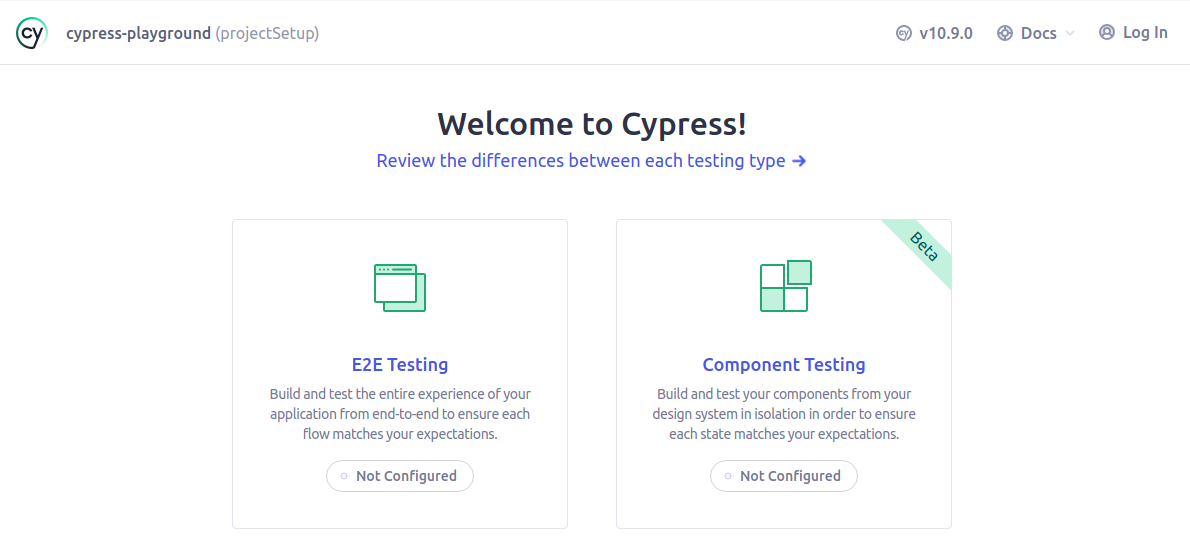 cy cypress-playground (projectSetup) cy v10.9.0 Docs Log In
Welcome to Cypress!
Review the differences between each testing type →
Beta
E2E Testing
Build and test the entire experience of your
application from end-to-end to ensure each
flow matches your expectations.
Not Configured
Component Testing
Build and test your components from your
design system in isolation in order to ensure
each state matches your expectations.
Not Configured